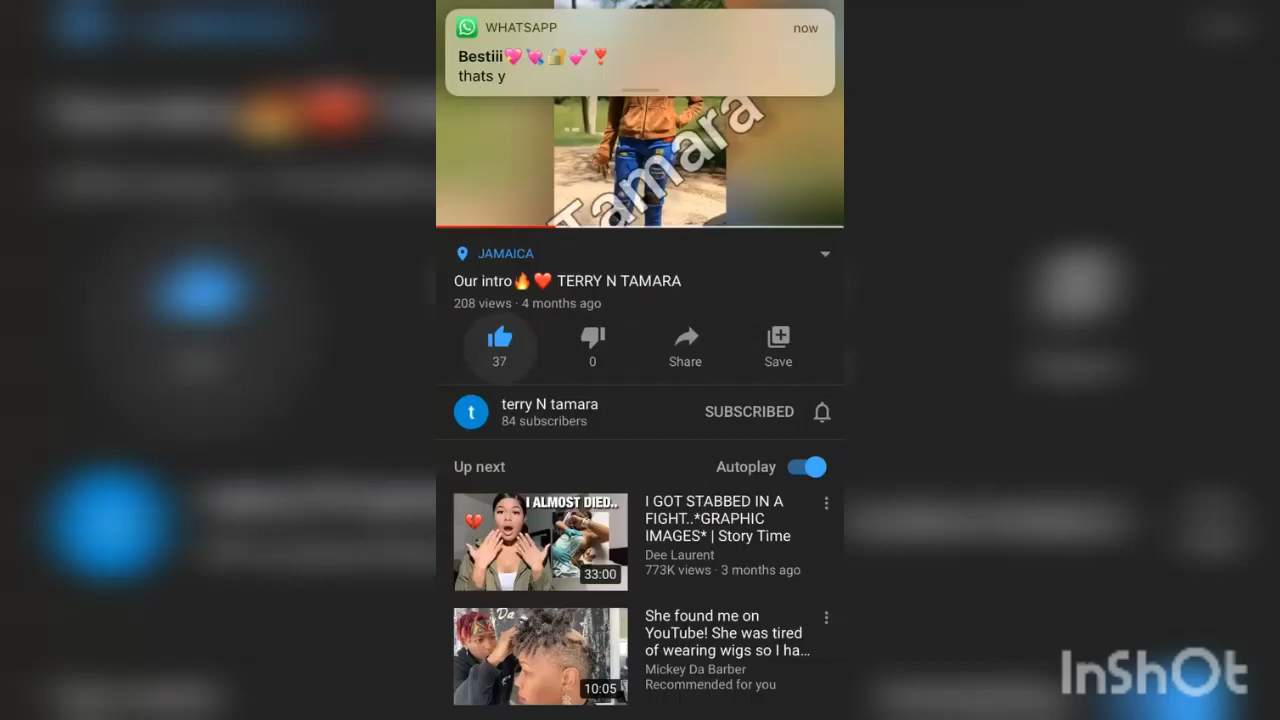 WHATSAPP
now
Bestiii💖💘🔐💕❣️
thats y
Tamara
JAMAICA
Our intro🔥❤️ TERRY N TAMARA
208 views · 4 months ago
37
0
Share
Save
t
terry N tamara
84 subscribers
SUBSCRIBED
Up next
Autoplay
I ALMOST DIED..
33:00
I GOT STABBED IN A
FIGHT..*GRAPHIC
IMAGES* | Story Time
Dee Laurent
773K views · 3 months ago
Da
10:05
She found me on
YouTube! She was tired
of wearing wigs so I ha...
Mickey Da Barber
Recommended for you
InShOt